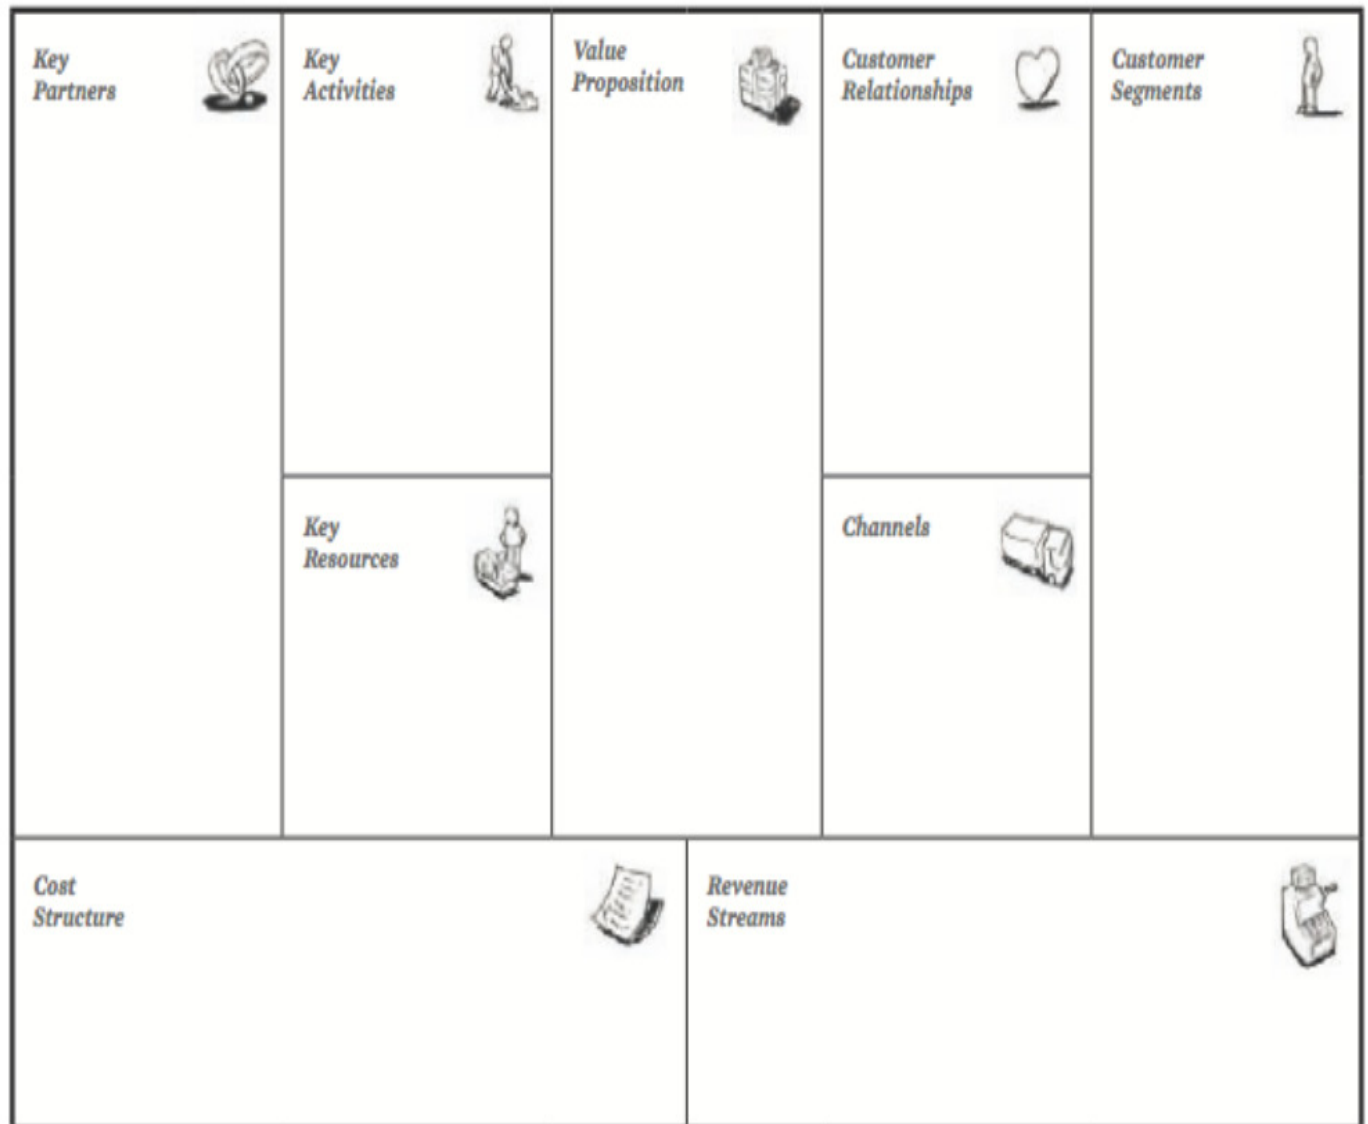 Key
Partners
Key
Activities
Value
Proposition
Customer
Relationships
Customer
Segments
Key
Resources
Channels
Cost
Structure
Revenue
Streams